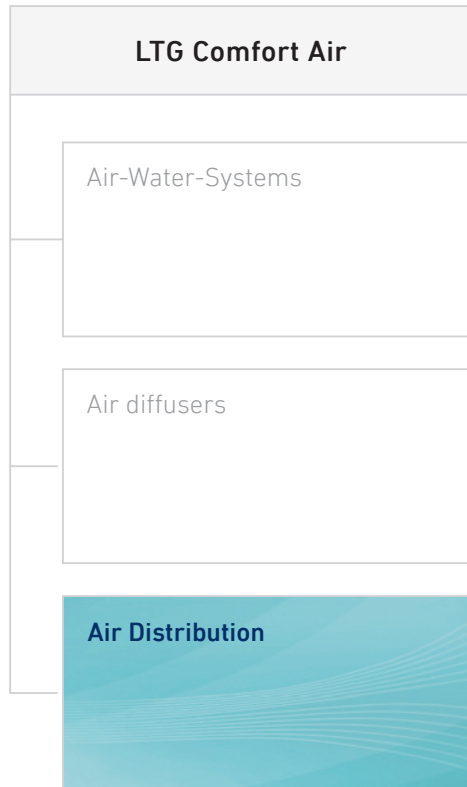 LTG Comfort Air
Air-Water-Systems
Air diffusers
Air Distribution